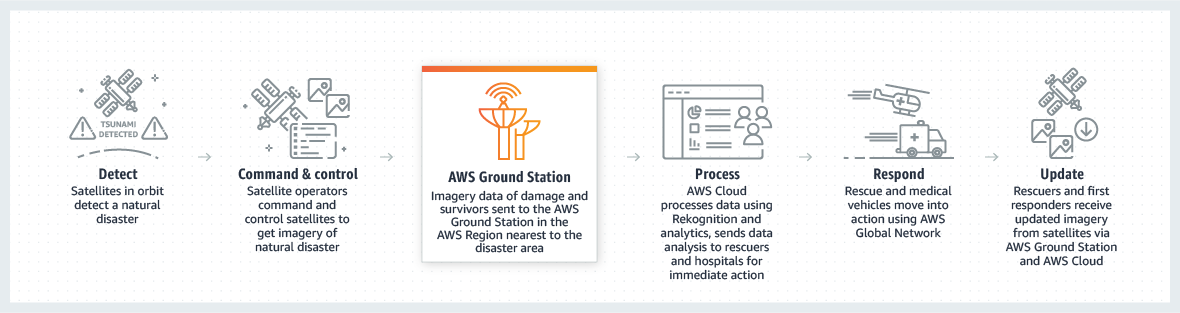 TSUNAMI
DETECTED
Detect
Satellites in orbit
detect a natural
disaster
Command & control
Satellite operators
command and
control satellites to
get imagery of
natural disaster
AWS Ground Station
Imagery data of damage and
survivors sent to the AWS
Ground Station in the
AWS Region nearest to the
disaster area
Process
AWS Cloud
processes data using
Rekognition and
analytics, sends data
analysis to rescuers
and hospitals for
immediate action
Respond
Rescue and medical
vehicles move into
action using AWS
Global Network
Update
Rescuers and first
responders receive
updated imagery
from satellites via
AWS Ground Station
and AWS Cloud